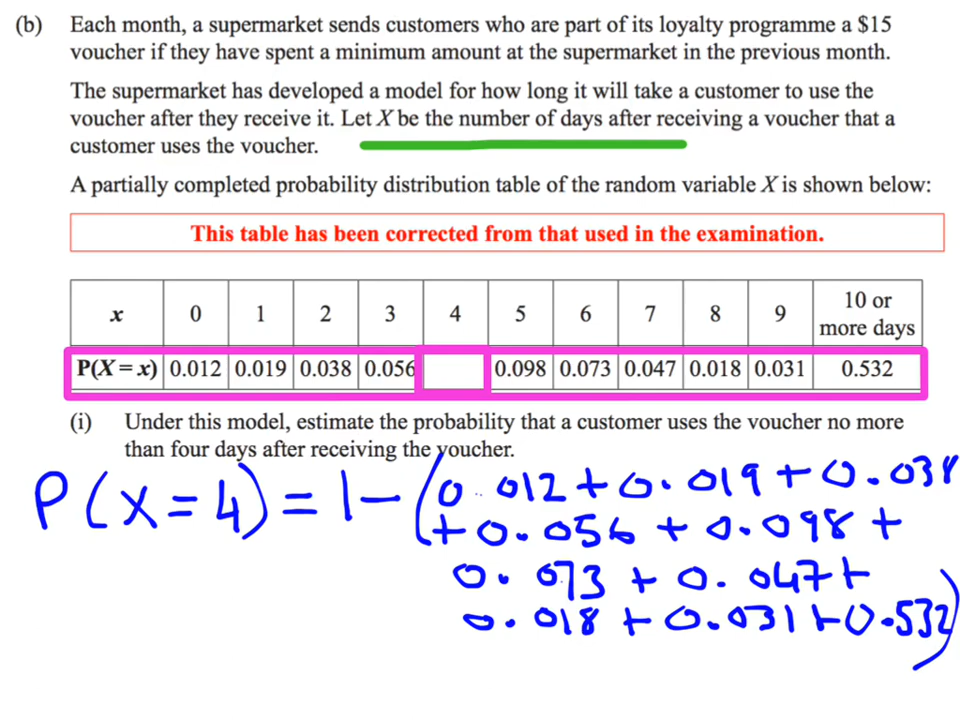 (b) Each month, a supermarket sends customers who are part of its loyalty programme a $15
voucher if they have spent a minimum amount at the supermarket in the previous month.
The supermarket has developed a model for how long it will take a customer to use the
voucher after they receive it. Let X be the number of days after receiving a voucher that a
customer uses the voucher.
A partially completed probability distribution table of the random variable X is shown below:
This table has been corrected from that used in the examination.
x 0 1 2 3 4 5 6 7 8 9 10 or more days
P(X = x) 0.012 0.019 0.038 0.056 0.098 0.073 0.047 0.018 0.031 0.532
(i) Under this model, estimate the probability that a customer uses the voucher no more
than four days after receiving the voucher.
P(X=4)=1-(0.012+0.019+0.038
+0.056+0.098+
0.073+0.047+
0.018+0.031+0.532)